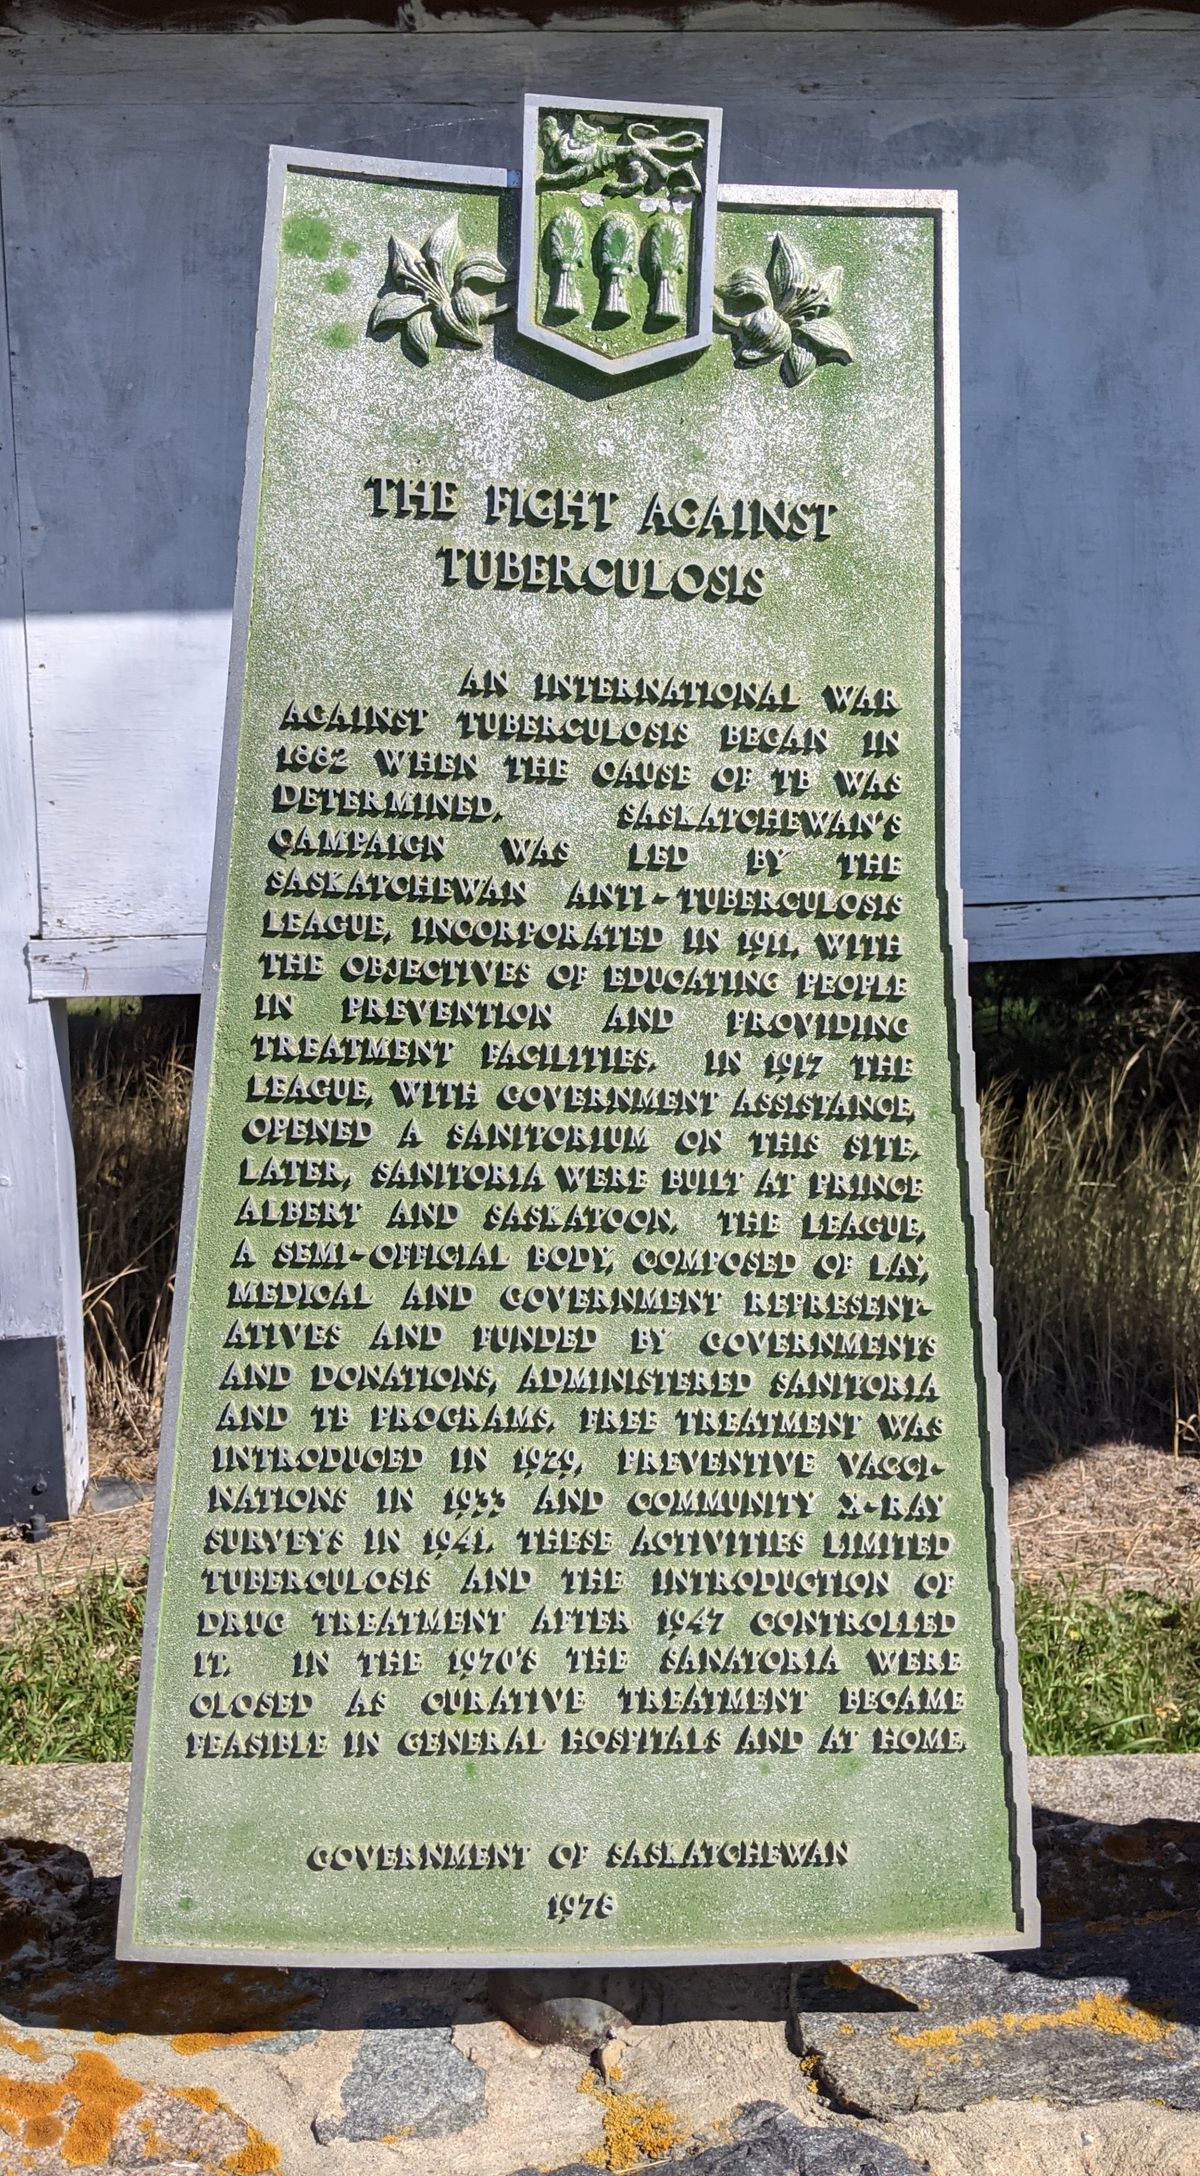 THE FIGHT AGAINST
TUBERCULOSIS
AN INTERNATIONAL WAR
AGAINST TUBERCULOSIS BEGAN IN
1882 WHEN THE CAUSE OF TB WAS
DETERMINED. SASKATCHEWAN'S
CAMPAIGN WAS LED BY THE
SASKATCHEWAN ANTI-TUBERCULOSIS
LEAGUE, INCORPORATED IN 1911, WITH
THE OBJECTIVES OF EDUCATING PEOPLE
IN PREVENTION AND PROVIDING
TREATMENT FACILITIES. IN 1917 THE
LEAGUE, WITH GOVERNMENT ASSISTANCE,
OPENED A SANITORIUM ON THIS SITE.
LATER, SANITORIA WERE BUILT AT PRINCE
ALBERT AND SASKATOON. THE LEAGUE,
A SEMI-OFFICIAL BODY, COMPOSED OF LAY,
MEDICAL AND GOVERNMENT REPRESENT-
ATIVES AND FUNDED BY GOVERNMENTS
AND DONATIONS, ADMINISTERED SANITORIA
AND TB PROGRAMS. FREE TREATMENT WAS
INTRODUCED IN 1929, PREVENTIVE VACCI-
NATIONS IN 1933 AND COMMUNITY X-RAY
SURVEYS IN 1941. THESE ACTIVITIES LIMITED
TUBERCULOSIS AND THE INTRODUCTION OF
DRUG TREATMENT AFTER 1947 CONTROLLED
IT. IN THE 1970'S THE SANATORIA WERE
CLOSED AS CURATIVE TREATMENT BECAME
FEASIBLE IN GENERAL HOSPITALS AND AT HOME.
GOVERNMENT OF SASKATCHEWAN
1978